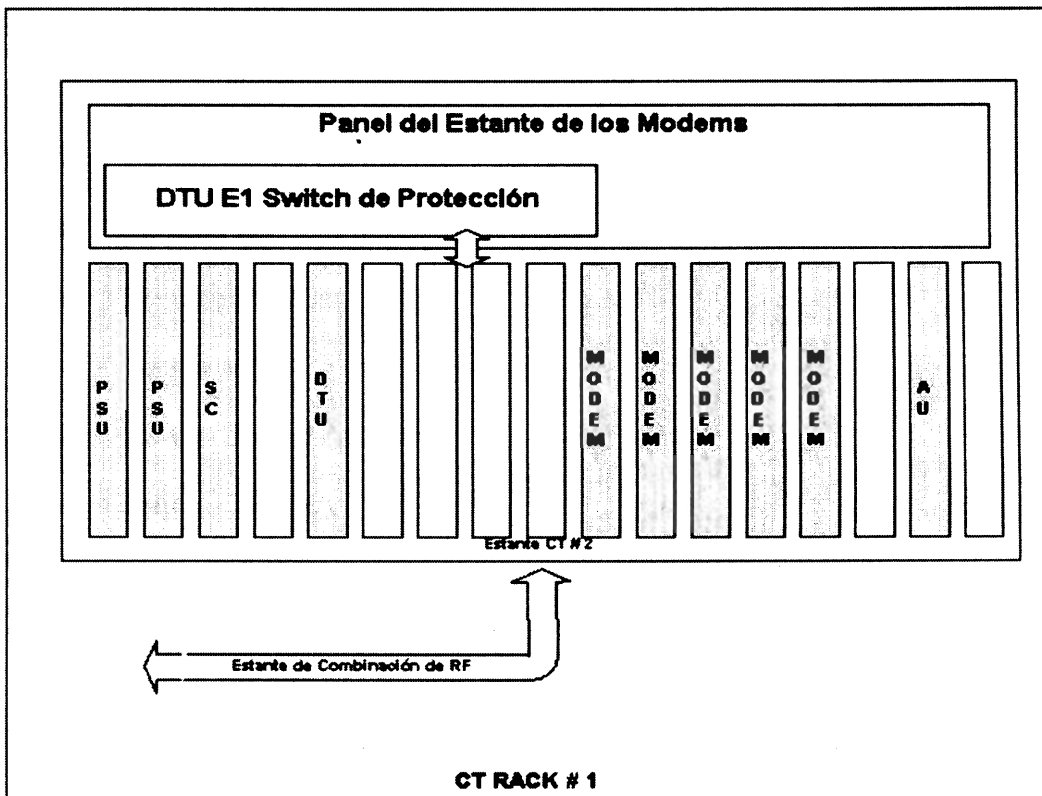 Panel del Estante de los Modems
DTU E1 Switch de Protección
PSU
PSU
SC
DTU
MODEM
MODEM
MODEM
MODEM
MODEM
AU
Estante CT # 2
Estante de Combinación de RF
CT RACK # 1